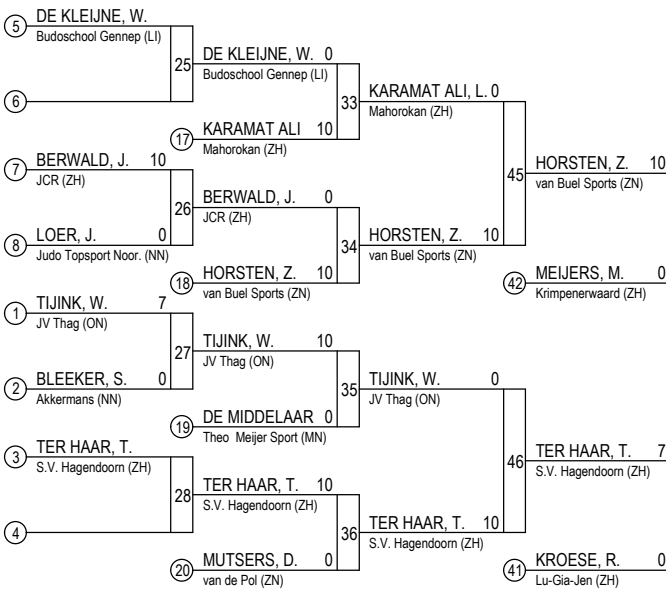 5 DE KLEIJNE, W.
Budoschool Gennep (LI)
25
DE KLEIJNE, W. 0
Budoschool Gennep (LI)
6
33
KARAMAT ALI, L. 0
Mahorokan (ZH)
17 KARAMAT ALI 10
Mahorokan (ZH)
7 BERWALD, J. 10
JCR (ZH)
45
HORSTEN, Z. 10
van Buel Sports (ZN)
26
BERWALD, J. 0
JCR (ZH)
8 LOER, J. 0
Judo Topsport Noor. (NN)
34
HORSTEN, Z. 10
van Buel Sports (ZN)
18 HORSTEN, Z. 10
van Buel Sports (ZN)
42 MEIJERS, M. 0
Krimpenerwaard (ZH)
1 TIJINK, W. 7
JV Thag (ON)
27
TIJINK, W. 10
JV Thag (ON)
2 BLEEKER, S. 0
Akkermans (NN)
35
TIJINK, W. 0
JV Thag (ON)
19 DE MIDDELAAR 0
Theo Meijer Sport (MN)
3 TER HAAR, T.
S.V. Hagendoorn (ZH)
46
TER HAAR, T. 7
S.V. Hagendoorn (ZH)
28
TER HAAR, T. 10
S.V. Hagendoorn (ZH)
4
36
TER HAAR, T. 10
S.V. Hagendoorn (ZH)
20 MUTSERS, D. 0
van de Pol (ZN)
41 KROESE, R. 0
Lu-Gia-Jen (ZH)